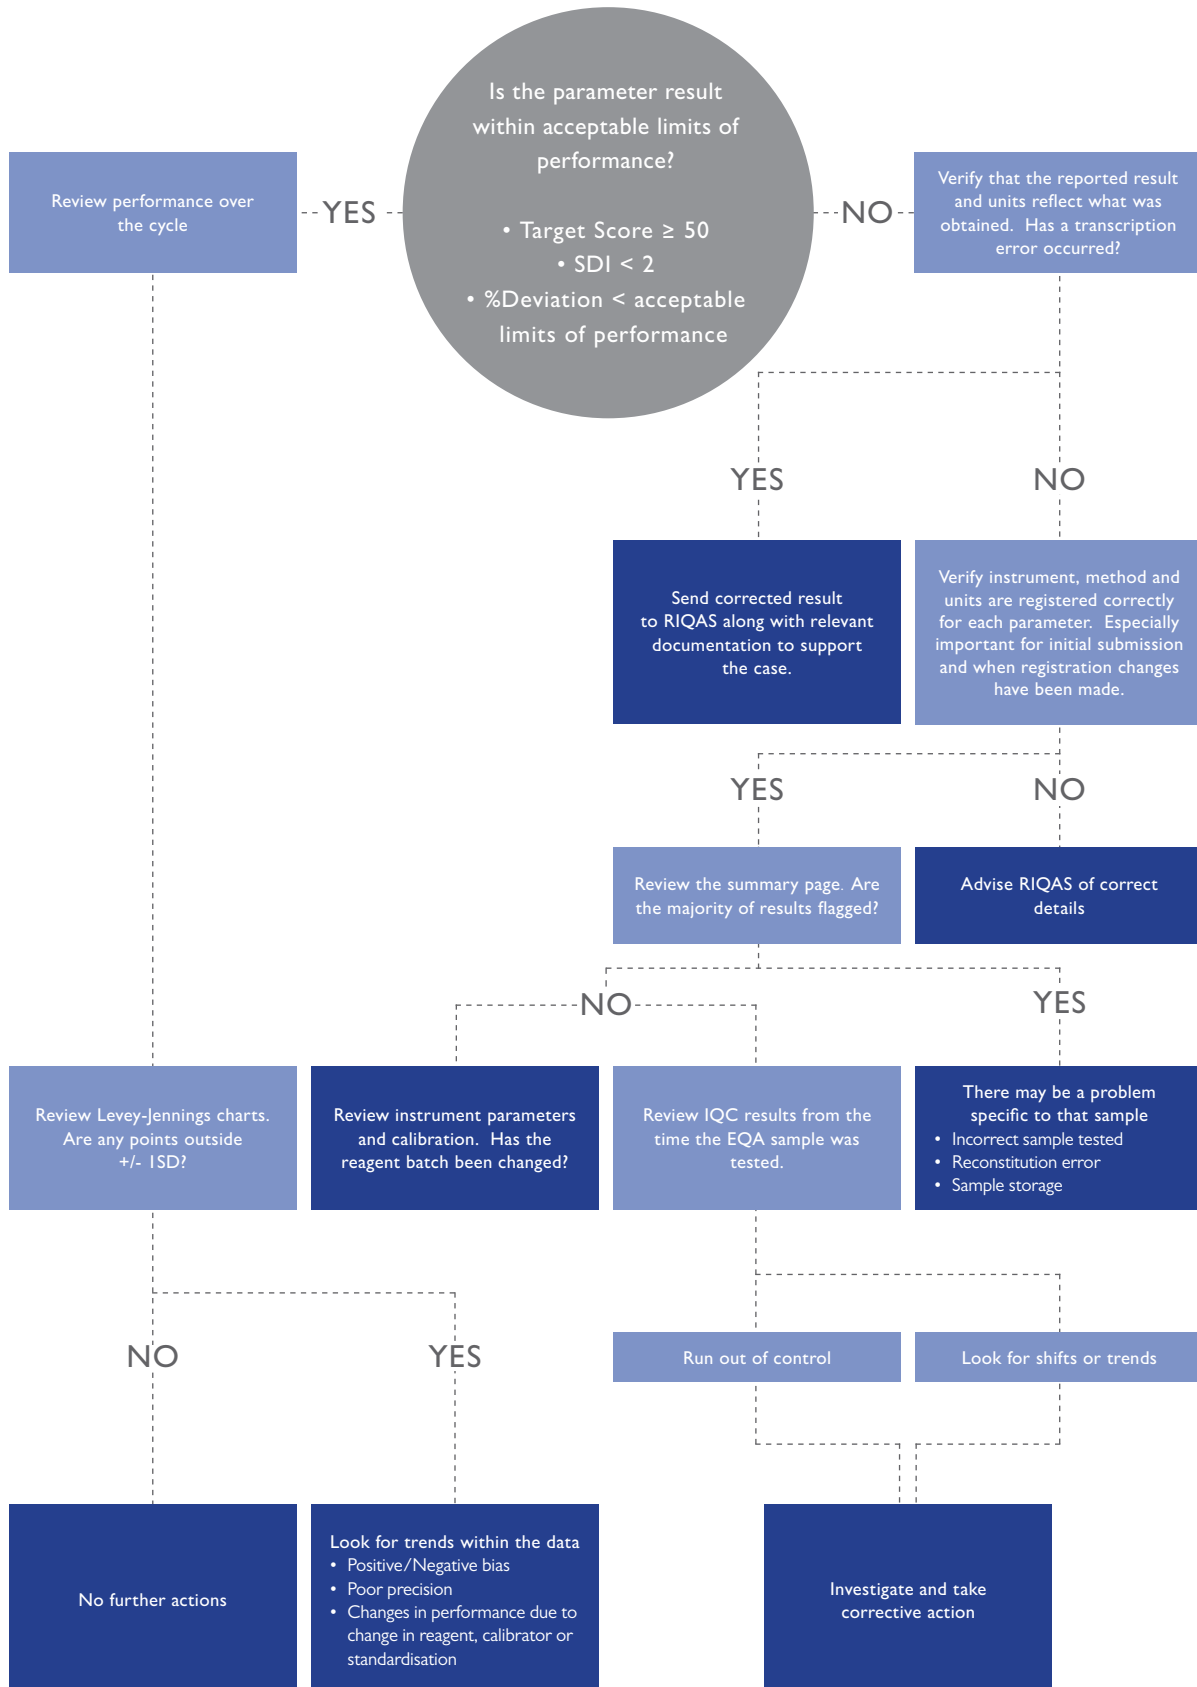 Is the parameter result
within acceptable limits of
performance?
• Target Score ≥ 50
• SDI < 2
• %Deviation < acceptable
limits of performance
Review performance over
the cycle
YES
NO
Verify that the reported result
and units reflect what was
obtained. Has a transcription
error occurred?
YES
NO
Send corrected result
to RIQAS along with relevant
documentation to support
the case.
Verify instrument, method and
units are registered correctly
for each parameter. Especially
important for initial submission
and when registration changes
have been made.
YES
NO
Review the summary page. Are
the majority of results flagged?
Advise RIQAS of correct
details
NO
YES
Review Levey-Jennings charts.
Are any points outside
+/- 1SD?
Review instrument parameters
and calibration. Has the
reagent batch been changed?
Review IQC results from the
time the EQA sample was
tested.
There may be a problem
specific to that sample
• Incorrect sample tested
• Reconstitution error
• Sample storage
NO
YES
Run out of control
Look for shifts or trends
No further actions
Look for trends within the data
• Positive/Negative bias
• Poor precision
• Changes in performance due to
change in reagent, calibrator or
standardisation
Investigate and take
corrective action